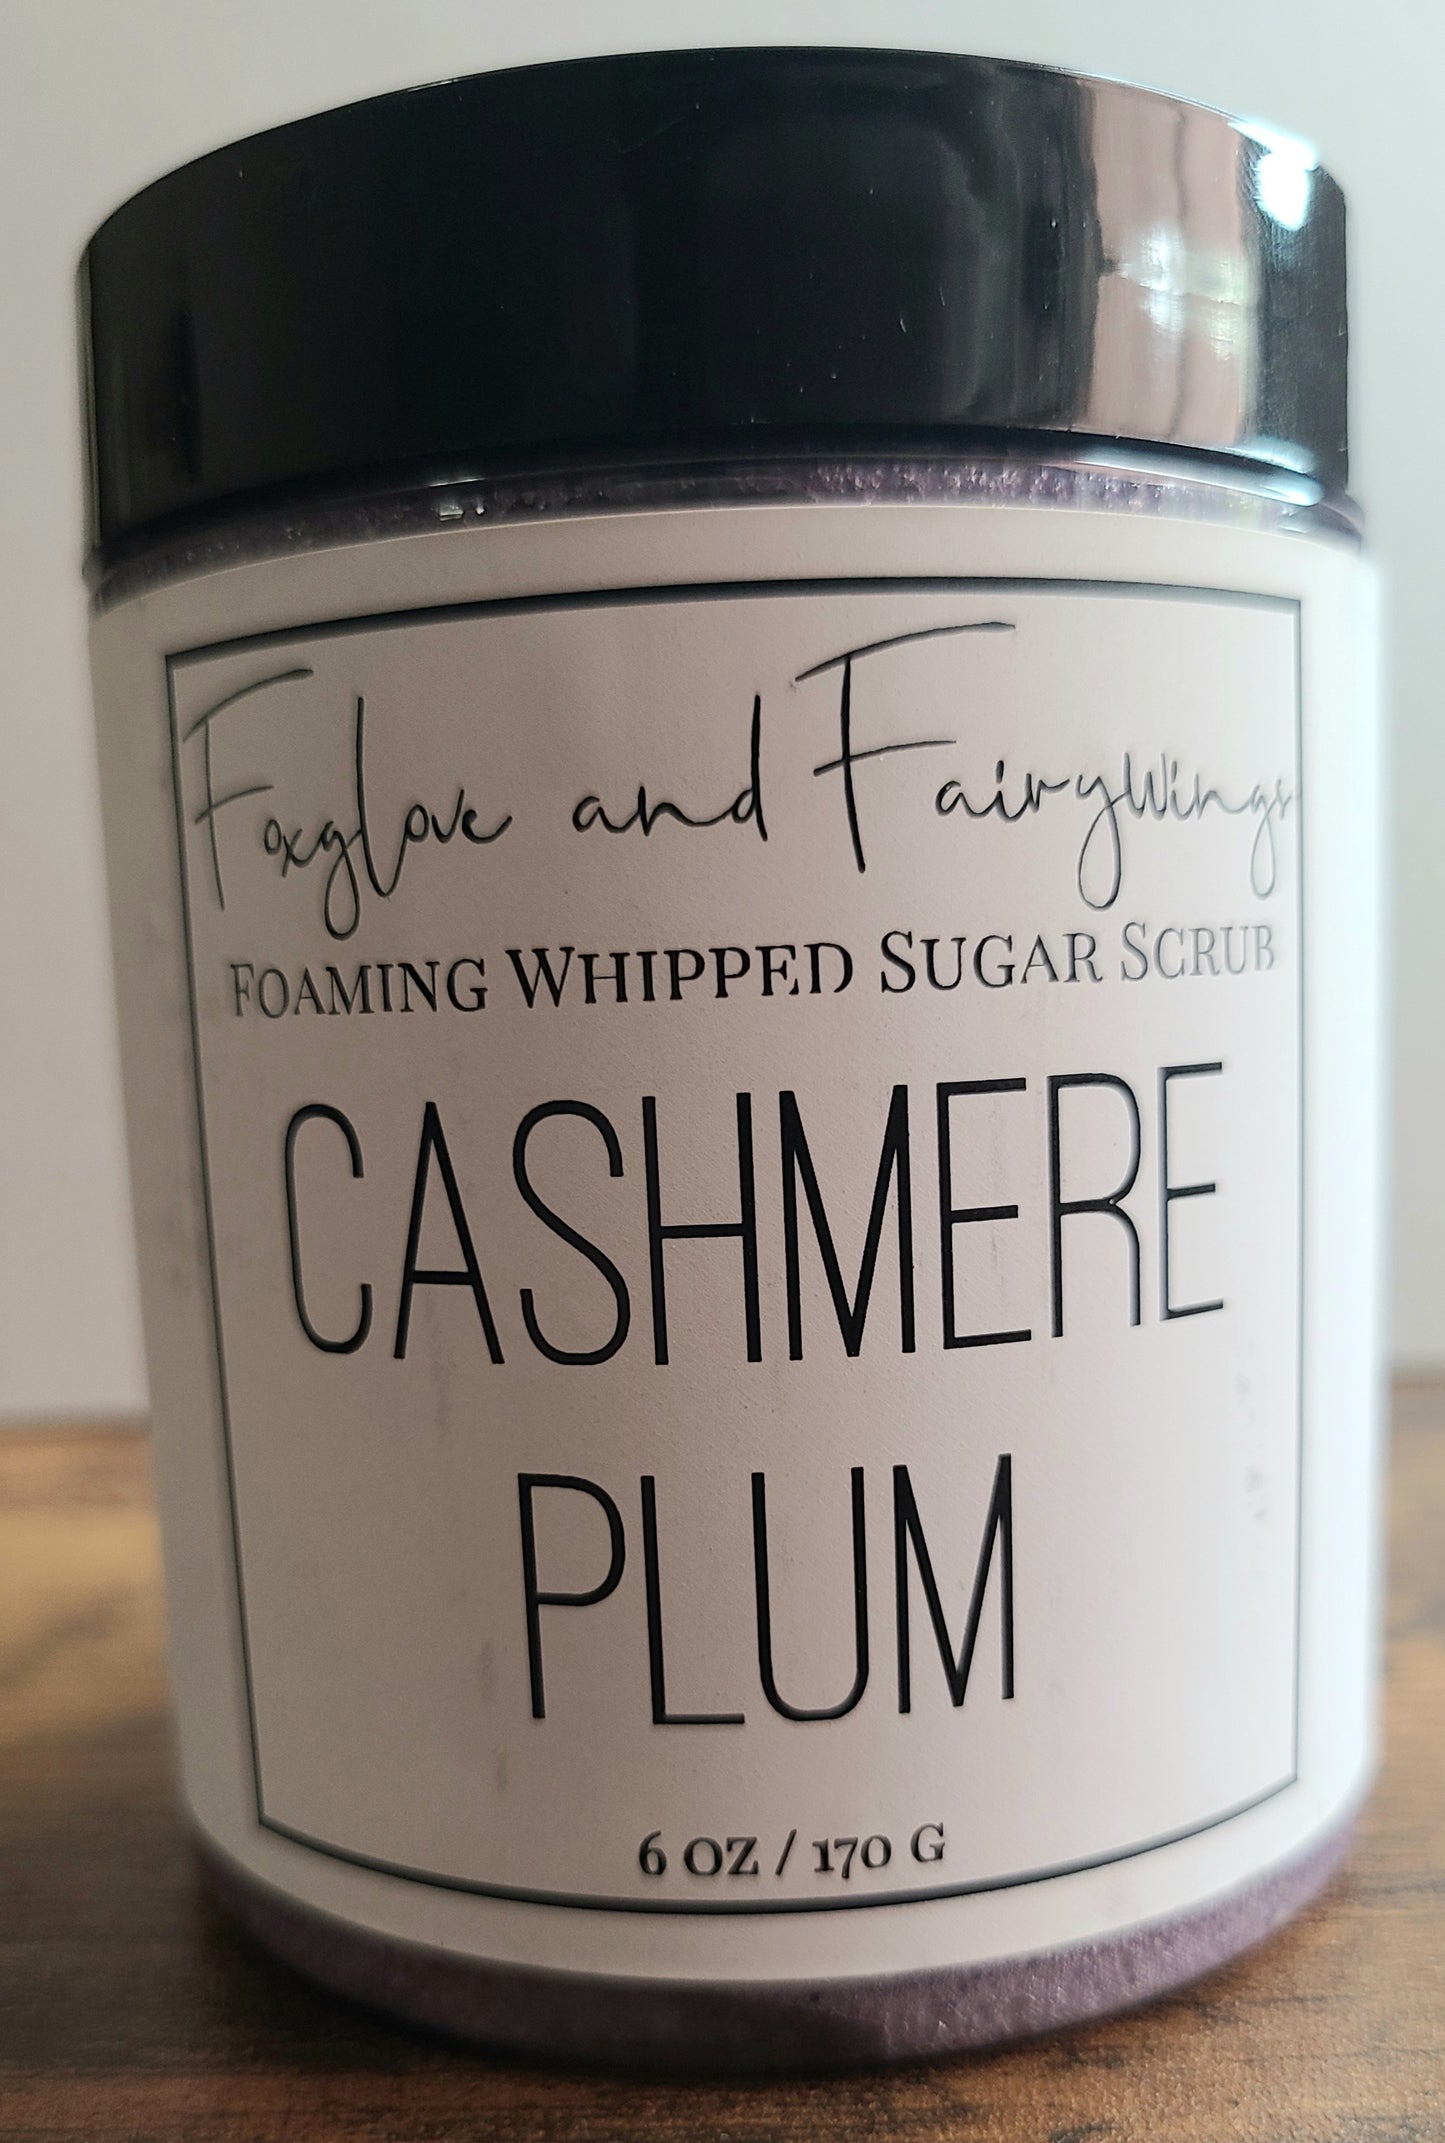 Foxglove and FairyWings
Foaming Whipped Sugar Scrub
CASHMERE
PLUM
6 oz / 170 g